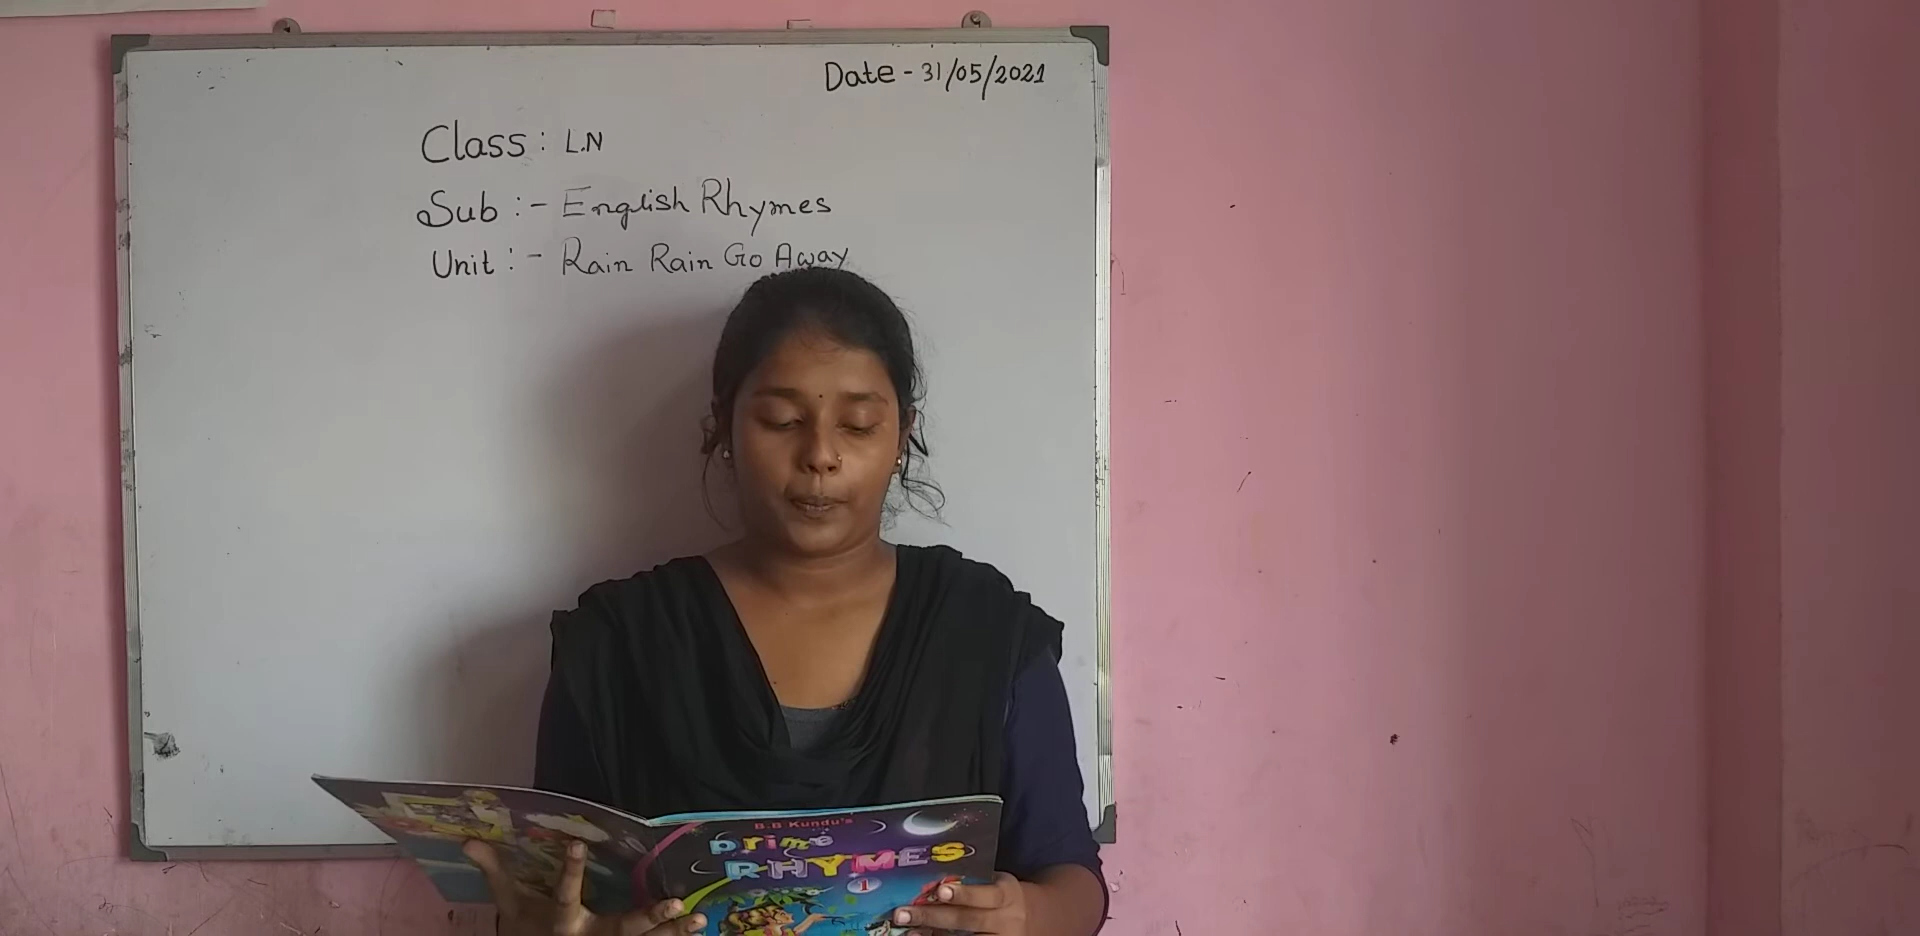 Date - 31/05/2021
Class : L.N
Sub :- English Rhymes
Unit :- Rain Rain Go Away
B.B Kundu's
prime
RHYMES
1